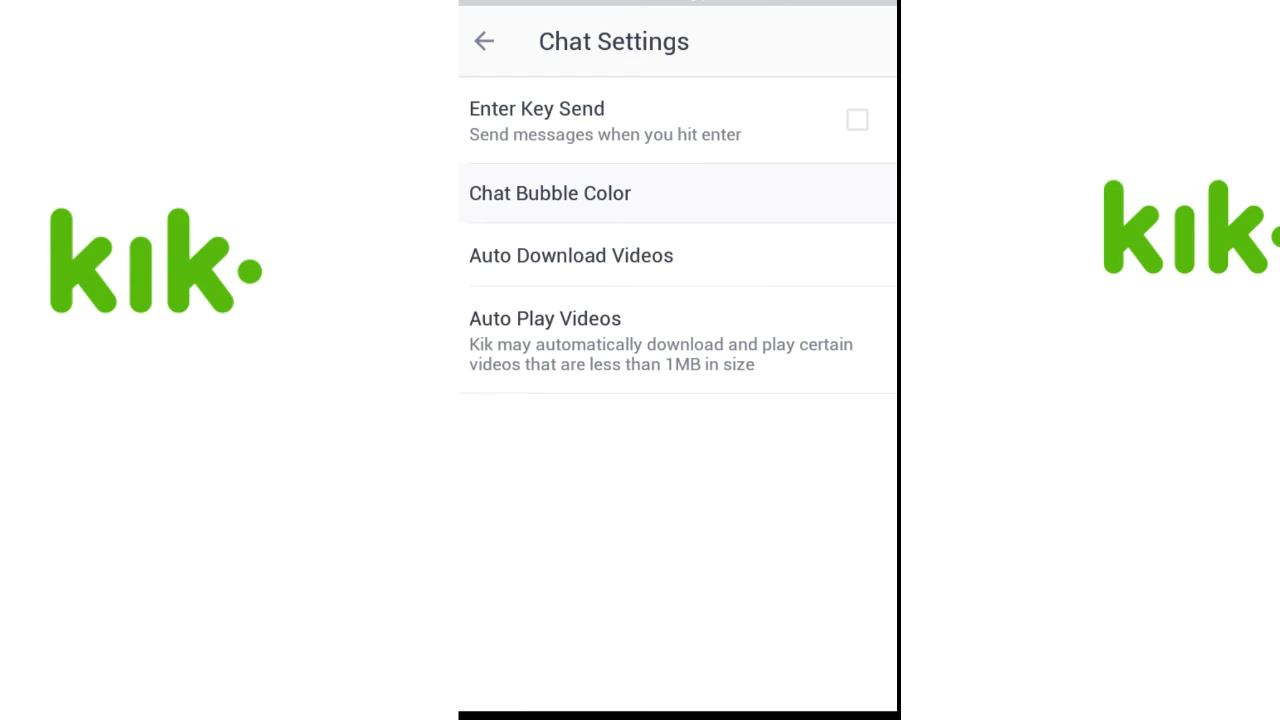 Chat Settings
Enter Key Send
Send messages when you hit enter
Chat Bubble Color
Auto Download Videos
Auto Play Videos
Kik may automatically download and play certain
videos that are less than 1MB in size
kik.
kik.